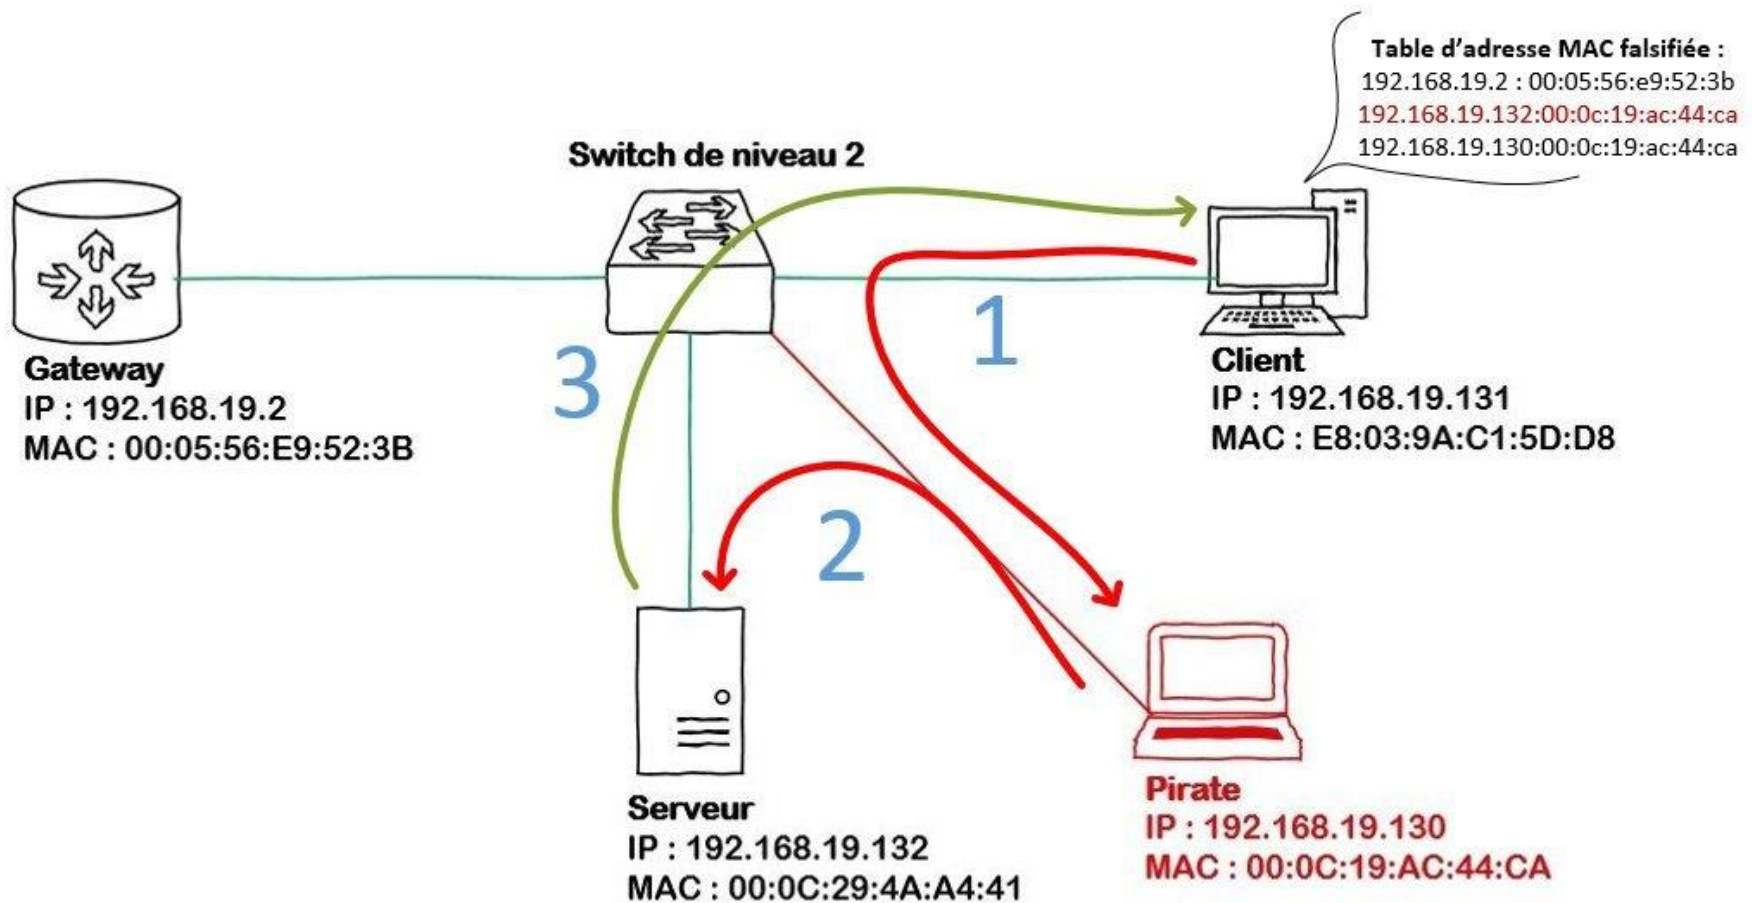 Table d'adresse MAC falsifiée :
192.168.19.2 : 00:05:56:e9:52:3b
192.168.19.132:00:0c:19:ac:44:ca
192.168.19.130:00:0c:19:ac:44:ca
Switch de niveau 2
Gateway
IP : 192.168.19.2
MAC : 00:05:56:E9:52:3B
1
Client
IP : 192.168.19.131
MAC : E8:03:9A:C1:5D:D8
3
2
Serveur
IP : 192.168.19.132
MAC : 00:0C:29:4A:A4:41
Pirate
IP : 192.168.19.130
MAC : 00:0C:19:AC:44:CA